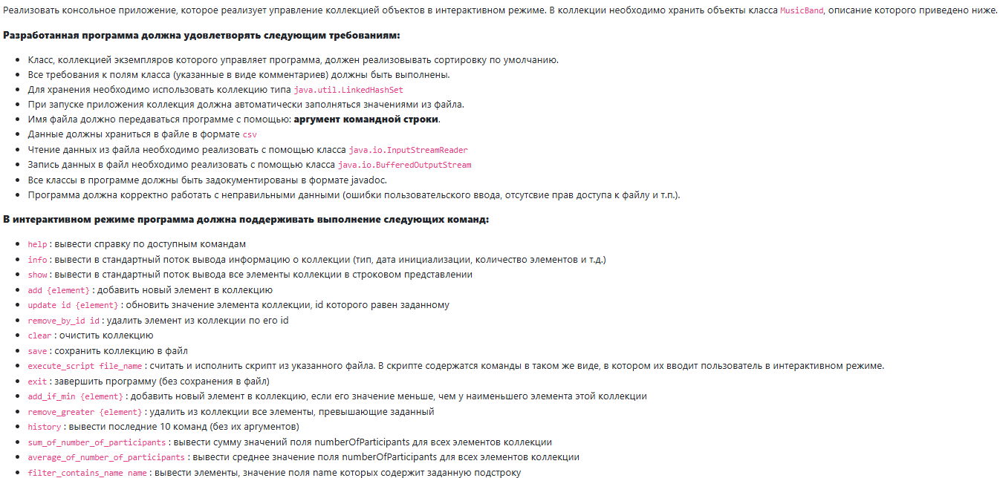 Реализовать консольное приложение, которое реализует управление коллекцией объектов в интерактивном режиме. В коллекции необходимо хранить объекты класса MusicBand, описание которого приведено ниже.
Разработанная программа должна удовлетворять следующим требованиям:
Класс, коллекцией экземпляров которого управляет программа, должен реализовывать сортировку по умолчанию.
Все требования к полям класса (указанные в виде комментариев) должны быть выполнены.
Для хранения необходимо использовать коллекцию типа java.util.LinkedHashSet
При запуске приложения коллекция должна автоматически заполняться значениями из файла.
Имя файла должно передаваться программе с помощью: аргумент командной строки.
Данные должны храниться в файле в формате csv
Чтение данных из файла необходимо реализовать с помощью класса java.io.InputStreamReader
Запись данных в файл необходимо реализовать с помощью класса java.io.BufferedOutputStream
Все классы в программе должны быть задокументированы в формате javadoc.
Программа должна корректно работать с неправильными данными (ошибки пользовательского ввода, отсутсвие прав доступа к файлу и т.п.).
В интерактивном режиме программа должна поддерживать выполнение следующих команд:
help : вывести справку по доступным командам
info : вывести в стандартный поток вывода информацию о коллекции (тип, дата инициализации, количество элементов и т.д.)
show : вывести в стандартный поток вывода все элементы коллекции в строковом представлении
add {element} : добавить новый элемент в коллекцию
update id {element} : обновить значение элемента коллекции, id которого равен заданному
remove_by_id id : удалить элемент из коллекции по его id
clear : очистить коллекцию
save : сохранить коллекцию в файл
execute_script file_name : считать и исполнить скрипт из указанного файла. В скрипте содержатся команды в таком же виде, в котором их вводит пользователь в интерактивном режиме.
exit : завершить программу (без сохранения в файл)
add_if_min {element} : добавить новый элемент в коллекцию, если его значение меньше, чем у наименьшего элемента этой коллекции
remove_greater {element} : удалить из коллекции все элементы, превышающие заданный
history : вывести последние 10 команд (без их аргументов)
sum_of_number_of_participants : вывести сумму значений поля numberOfParticipants для всех элементов коллекции
average_of_number_of_participants : вывести среднее значение поля numberOfParticipants для всех элементов коллекции
filter_contains_name name : вывести элементы, значение поля name которых содержит заданную подстроку